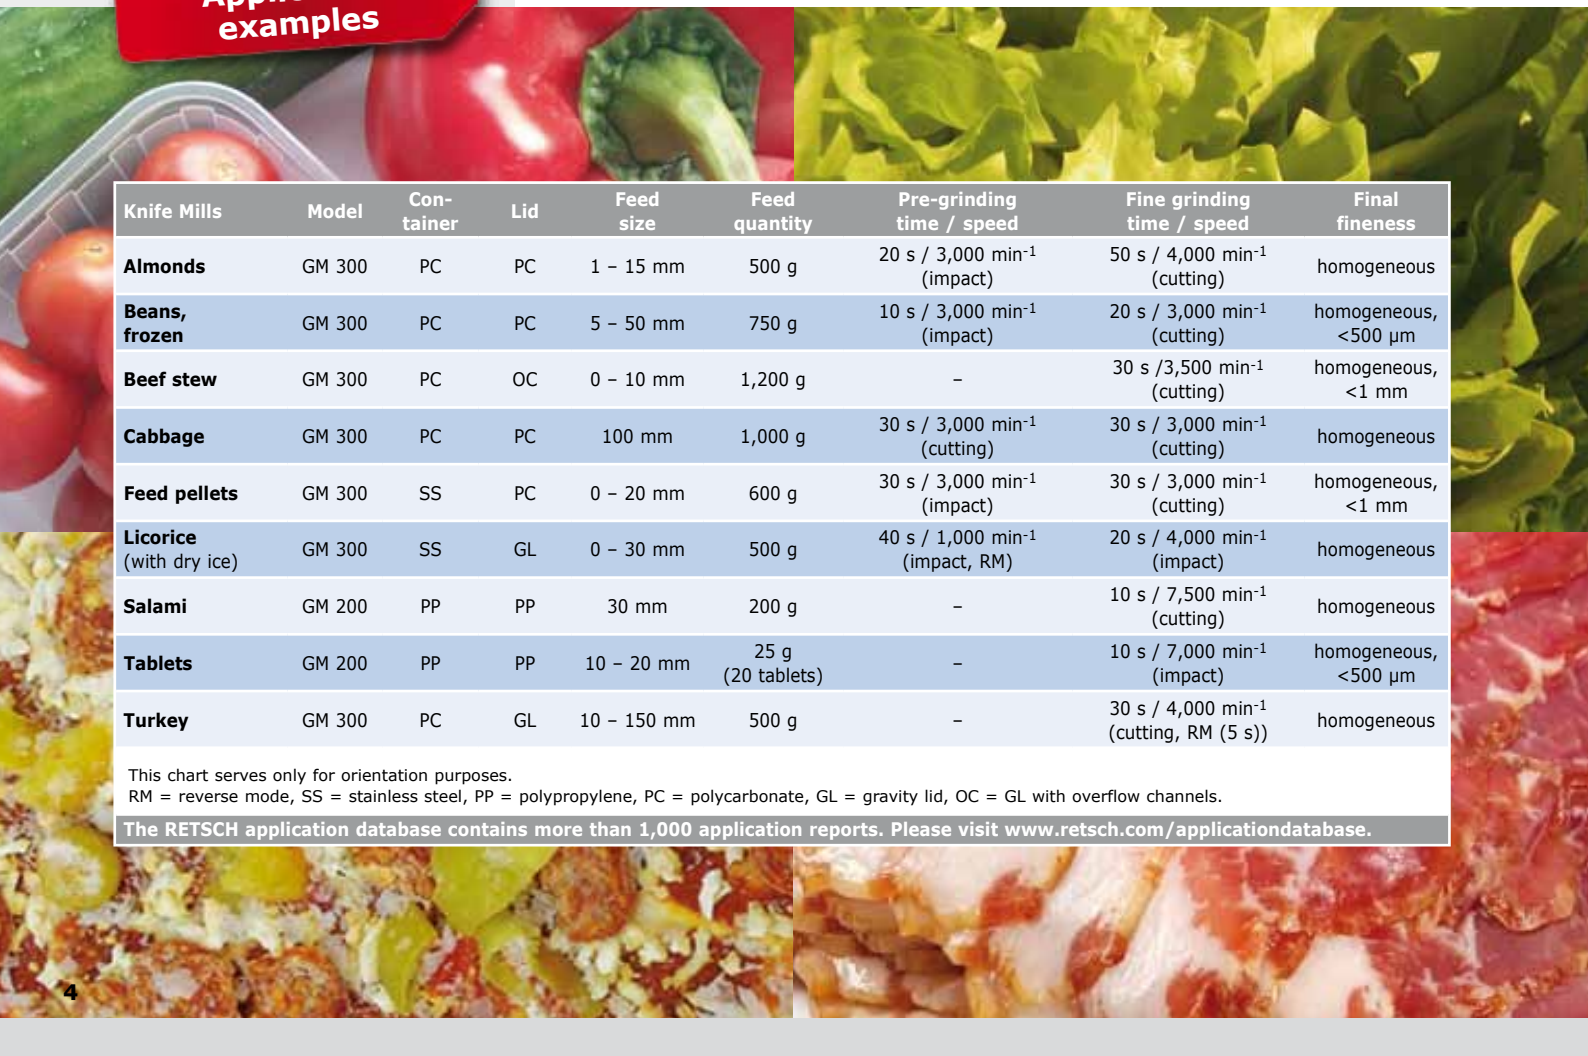 examples
Knife Mills Model Con- Lid Feed Feed Pre-grinding Fine grinding Final
tainer size quantity time / speed time / speed fineness
Almonds GM 300 PC PC 1 – 15 mm 500 g 20 s / 3,000 min-1 50 s / 4,000 min-1 homogeneous
(impact) (cutting)
Beans, GM 300 PC PC 5 – 50 mm 750 g 10 s / 3,000 min-1 20 s / 3,000 min-1 homogeneous,
frozen (impact) (cutting) <500 µm
Beef stew GM 300 PC OC 0 – 10 mm 1,200 g – 30 s /3,500 min-1 homogeneous,
(cutting) <1 mm
Cabbage GM 300 PC PC 100 mm 1,000 g 30 s / 3,000 min-1 30 s / 3,000 min-1 homogeneous
(cutting) (cutting)
Feed pellets GM 300 SS PC 0 – 20 mm 600 g 30 s / 3,000 min-1 30 s / 3,000 min-1 homogeneous,
(impact) (cutting) <1 mm
Licorice GM 300 SS GL 0 – 30 mm 500 g 40 s / 1,000 min-1 20 s / 4,000 min-1 homogeneous
(with dry ice) (impact, RM) (impact)
Salami GM 200 PP PP 30 mm 200 g – 10 s / 7,500 min-1 homogeneous
(cutting)
Tablets GM 200 PP PP 10 – 20 mm 25 g – 10 s / 7,000 min-1 homogeneous,
(20 tablets) (impact) <500 µm
Turkey GM 300 PC GL 10 – 150 mm 500 g – 30 s / 4,000 min-1 homogeneous
(cutting, RM (5 s))
This chart serves only for orientation purposes.
RM = reverse mode, SS = stainless steel, PP = polypropylene, PC = polycarbonate, GL = gravity lid, OC = GL with overflow channels.
The RETSCH application database contains more than 1,000 application reports. Please visit www.retsch.com/applicationdatabase.
4